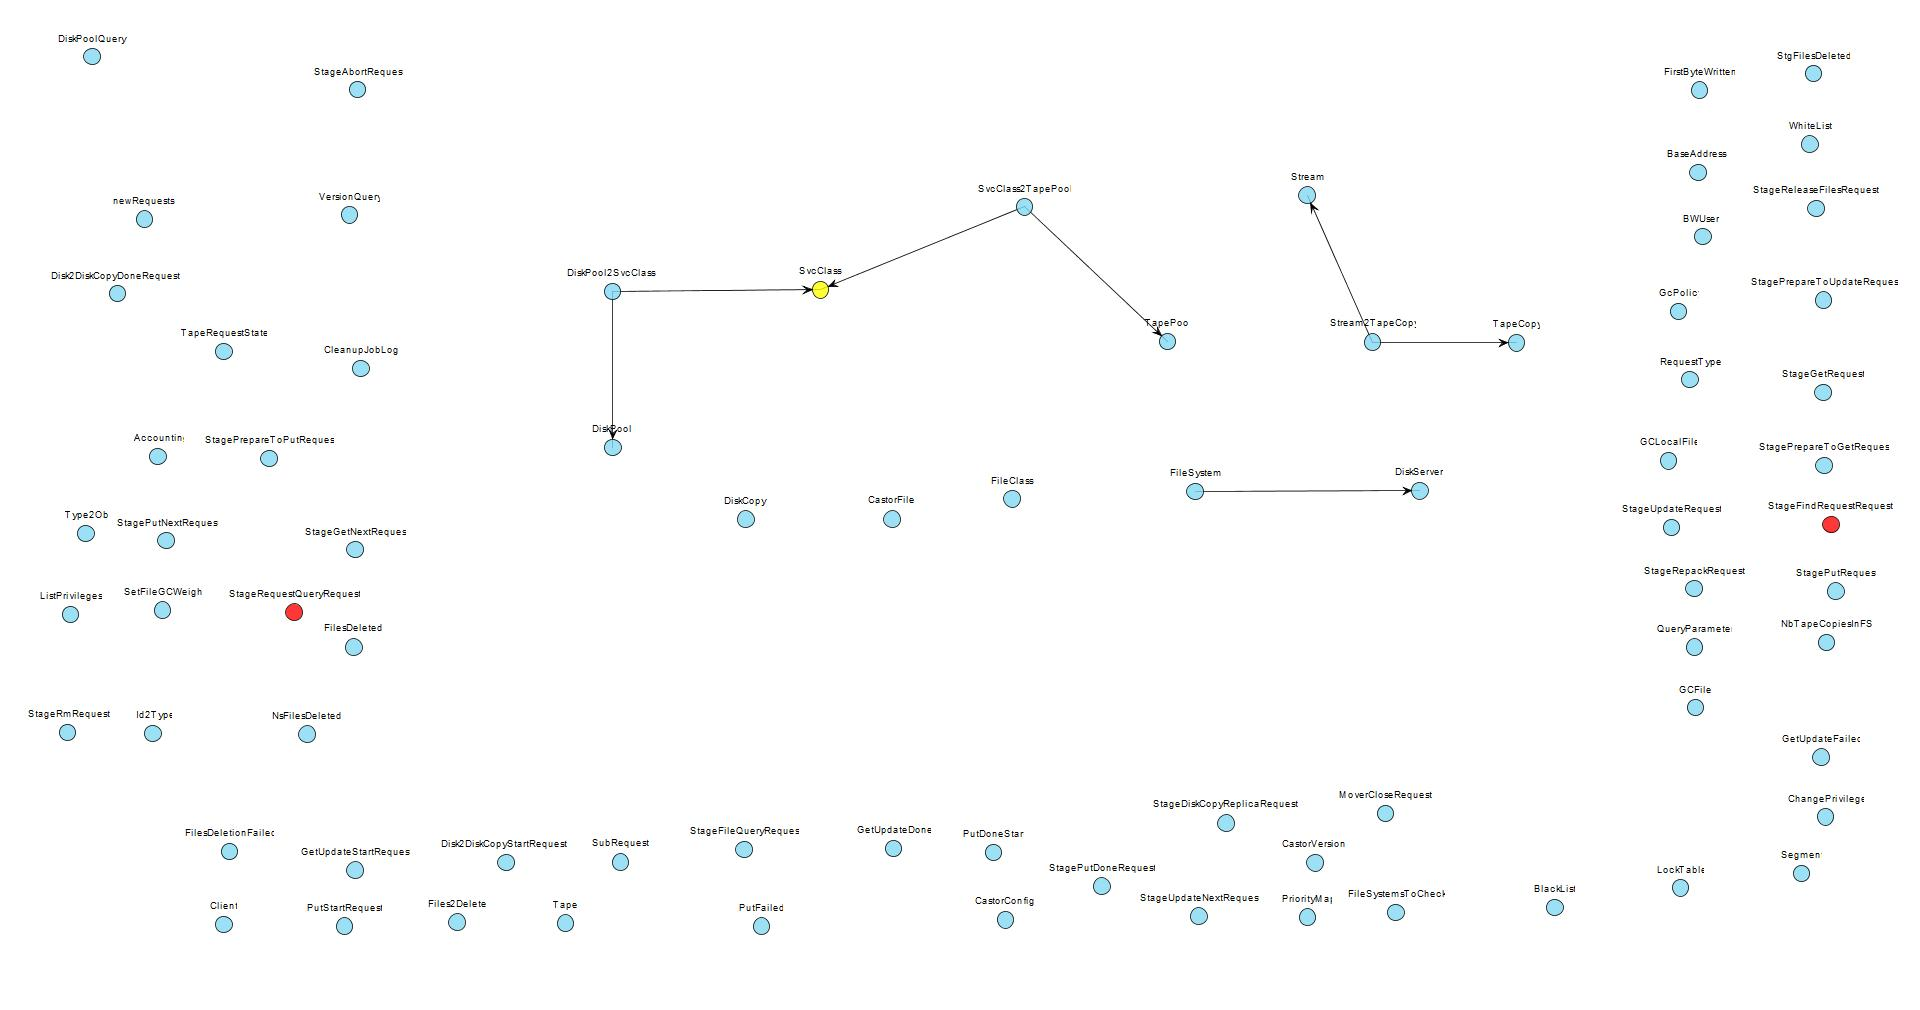 DiskPoolQuery
StageAbortReques
StgFilesDeleted
FirstByteWritten
WhiteList
BaseAddress
Stream
SvcClass2TapePool
StageReleaseFilesRequest
VersionQuery
newRequests
BWUser
SvcClass
DiskPool2SvcClass
Disk2DiskCopyDoneRequest
StagePrepareToUpdateReques
GcPolic
TapePoo
Stream2TapeCopy
TapeCopy
TapeRequestState
CleanupJobLog
RequestType
StageGetRequest
DiskPool
Accounting
StagePrepareToPutReques
GCLocalFile
StagePrepareToGetReques
FileSystem
DiskServer
FileClass
DiskCopy
CastorFile
StageFindRequestRequest
StageUpdateRequest
Type2Ob
StagePutNextReques
StageGetNextReques
StageRepackRequest
StagePutReques
ListPrivileges
SetFileGCWeigh
StageRequestQueryRequest
FilesDeleted
QueryParameter
NbTapeCopiesInFS
GCFile
StageRmRequest
Id2Type
NsFilesDeleted
GetUpdateFailed
StageDiskCopyReplicaRequest
MoverCloseRequest
ChangePrivilege
FilesDeletionFailed
GetUpdateStartReques
Disk2DiskCopyStartRequest
SubRequest
StageFileQueryReques
GetUpdateDone
PutDoneStar
CastorVersion
Segmen
StagePutDoneRequest
LockTable
Client
PutStartRequest
Files2Delete
Tape
PutFailed
CastorConfig
StageUpdateNextReques
PriorityMap
FileSystemsToCheck
BlackList